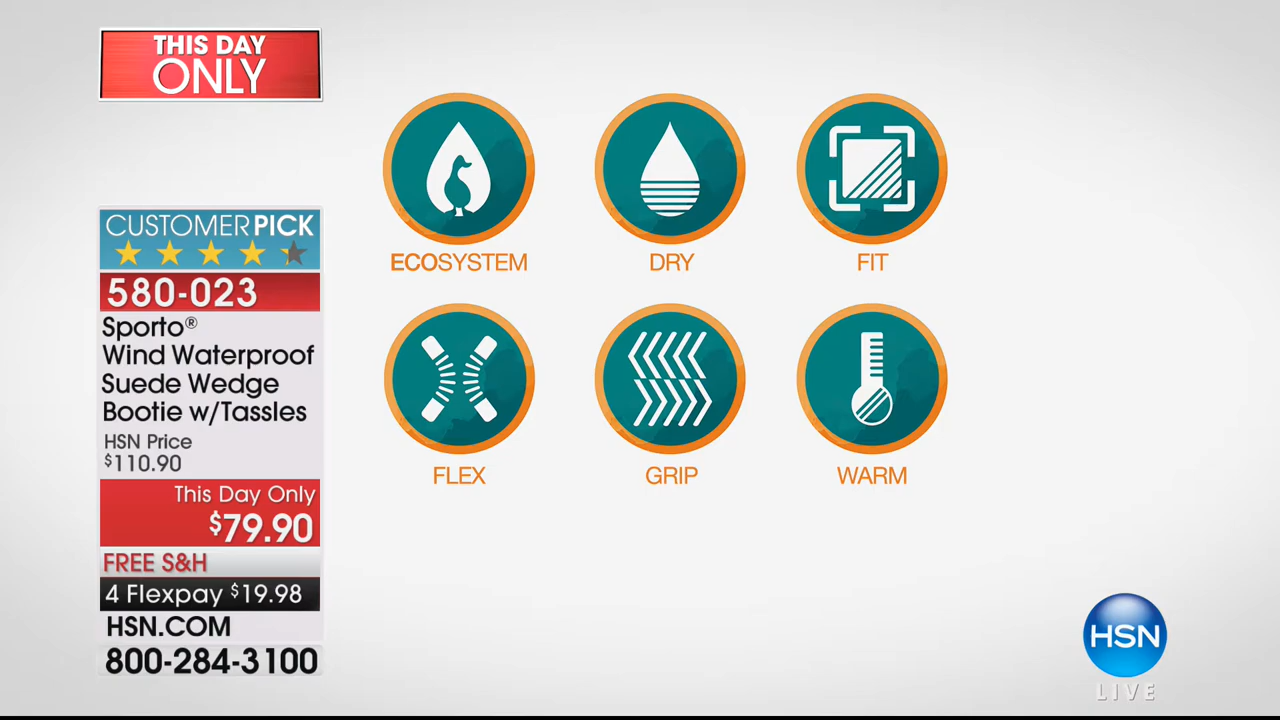 THIS DAY
ONLY
CUSTOMER PICK
580-023
Sporto®
Wind Waterproof
Suede Wedge
Bootie w/Tassles
HSN Price
$110.90
This Day Only
$79.90
FREE S&H
4 Flexpay $19.98
HSN.COM
800-284-3100
ECOSYSTEM
DRY
FIT
FLEX
GRIP
WARM
HSN
LIVE